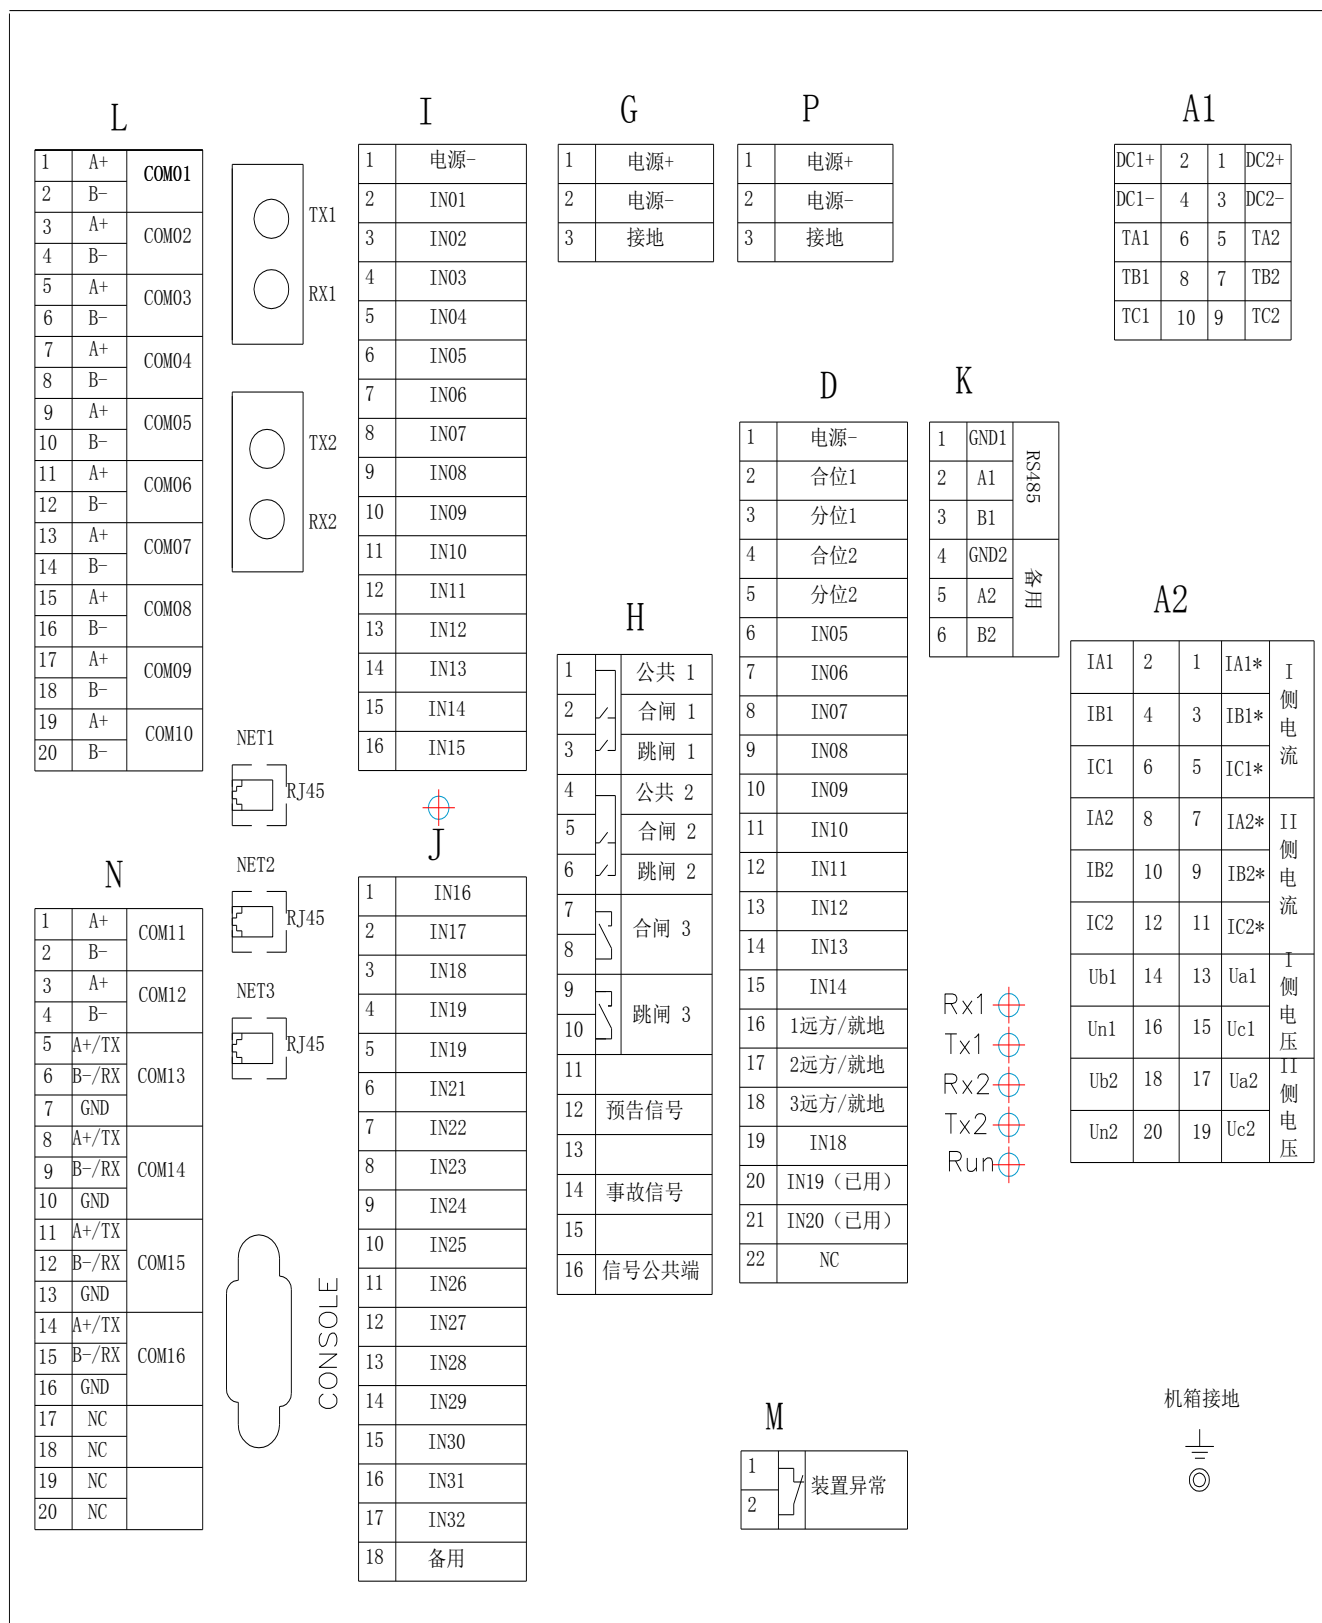 L
1 A+ COM01
2 B-
3 A+ COM02
4 B-
5 A+ COM03
6 B-
7 A+ COM04
8 B-
9 A+ COM05
10 B-
11 A+ COM06
12 B-
13 A+ COM07
14 B-
15 A+ COM08
16 B-
17 A+ COM09
18 B-
19 A+ COM10
20 B-
N
1 A+ COM11
2 B-
3 A+ COM12
4 B-
5 A+/TX
6 B-/RX COM13
7 GND
8 A+/TX
9 B-/RX COM14
10 GND
11 A+/TX
12 B-/RX COM15
13 GND
14 A+/TX
15 B-/RX COM16
16 GND
17 NC
18 NC
19 NC
20 NC
TX1
RX1
TX2
RX2
NET1
RJ45
NET2
RJ45
NET3
RJ45
CONSOLE
I
1 电源-
2 IN01
3 IN02
4 IN03
5 IN04
6 IN05
7 IN06
8 IN07
9 IN08
10 IN09
11 IN10
12 IN11
13 IN12
14 IN13
15 IN14
16 IN15
J
1 IN16
2 IN17
3 IN18
4 IN19
5 IN19
6 IN21
7 IN22
8 IN23
9 IN24
10 IN25
11 IN26
12 IN27
13 IN28
14 IN29
15 IN30
16 IN31
17 IN32
18 备用
G
1 电源+
2 电源-
3 接地
P
1 电源+
2 电源-
3 接地
H
1 公共 1
2 合闸 1
3 跳闸 1
4 公共 2
5 合闸 2
6 跳闸 2
7
8
合闸 3
9
10
跳闸 3
11
12 预告信号
13
14 事故信号
15
16 信号公共端
D
1 电源-
2 合位1
3 分位1
4 合位2
5 分位2
6 IN05
7 IN06
8 IN07
9 IN08
10 IN09
11 IN10
12 IN11
13 IN12
14 IN13
15 IN14
16 1远方/就地
17 2远方/就地
18 3远方/就地
19 IN18
20 IN19（已用）
21 IN20（已用）
22 NC
M
1
2
装置异常
K
1 GND1
2 A1
3 B1
RS485
4 GND2
5 A2
6 B2
备用
Rx1
Tx1
Rx2
Tx2
Run
A1
DC1+ 2 1 DC2+
DC1- 4 3 DC2-
TA1 6 5 TA2
TB1 8 7 TB2
TC1 10 9 TC2
A2
IA1 2 1 IA1*
IB1 4 3 IB1*
IC1 6 5 IC1*
I侧电流
IA2 8 7 IA2*
IB2 10 9 IB2*
IC2 12 11 IC2*
II侧电流
Ub1 14 13 Ua1
Un1 16 15 Uc1
I侧电压
Ub2 18 17 Ua2
Un2 20 19 Uc2
II侧电压
机箱接地